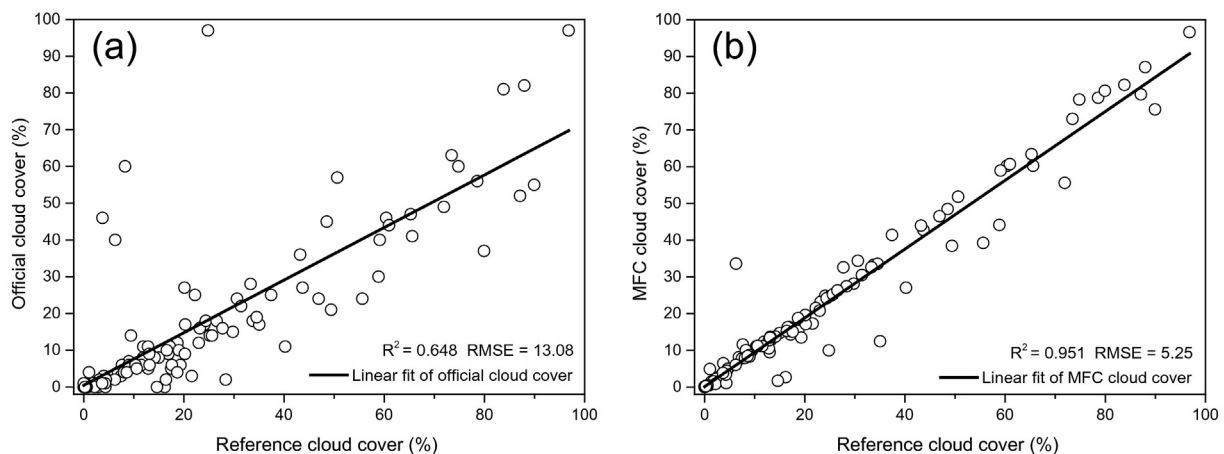 (a)
Official cloud cover (%)
100
90
80
70
60
50
40
30
20
10
0
R² = 0.648 RMSE = 13.08
Linear fit of official cloud cover
0 20 40 60 80 100
Reference cloud cover (%)
(b)
MFC cloud cover (%)
100
90
80
70
60
50
40
30
20
10
0
R² = 0.951 RMSE = 5.25
Linear fit of MFC cloud cover
0 20 40 60 80 100
Reference cloud cover (%)